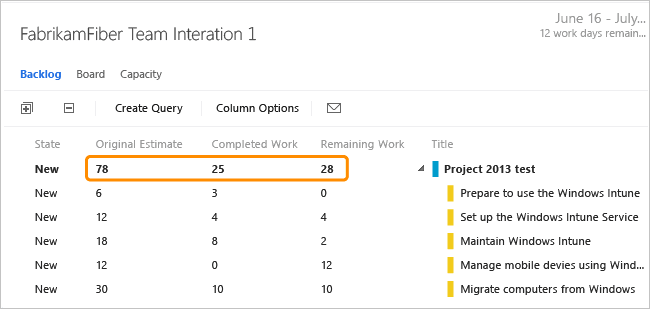 FabrikamFiber Team Interation 1
June 16 - July...
12 work days remain...
Backlog Board Capacity
Create Query Column Options
State Original Estimate Completed Work Remaining Work Title
New 78 25 28 Project 2013 test
New 6 3 0 Prepare to use the Windows Intune
New 12 4 4 Set up the Windows Intune Service
New 18 8 2 Maintain Windows Intune
New 12 0 12 Manage mobile devies using Wind...
New 30 10 10 Migrate computers from Windows